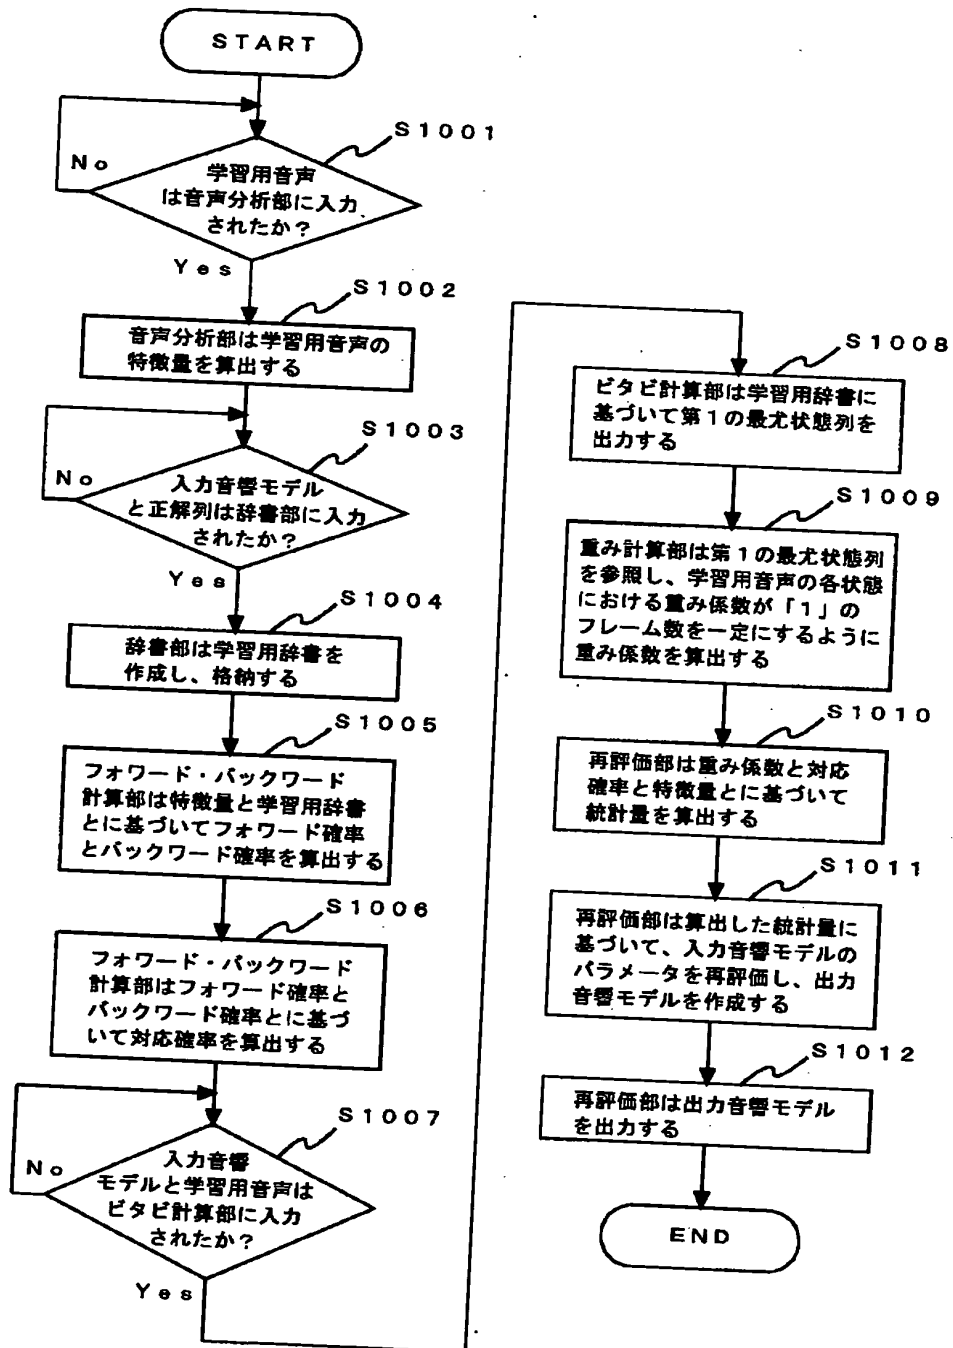 START
S1001
No
学習用音声
は音声分析部に入力
されたか？
Yes
S1002
音声分析部は学習用音声の
特徴量を算出する
S1003
No
入力音響モデル
と正解列は辞書部に入力
されたか？
Yes
S1004
辞書部は学習用辞書を
作成し、格納する
S1005
フォワード・バックワード
計算部は特徴量と学習用辞書
とに基づいてフォワード確率
とバックワード確率を算出する
S1006
フォワード・バックワード
計算部はフォワード確率と
バックワード確率とに基づ
いて対応確率を算出する
S1007
No
入力音響
モデルと学習用音声は
ビタビ計算部に入力
されたか？
Yes
S1008
ビタビ計算部は学習用辞書に
基づいて第1の最尤状態列を
出力する
S1009
重み計算部は第1の最尤状態列
を参照し、学習用音声の各状態
における重み係数が「1」の
フレーム数を一定にするように
重み係数を算出する
S1010
再評価部は重み係数と対応
確率と特徴量とに基づいて
統計量を算出する
S1011
再評価部は算出した統計量に
基づいて、入力音響モデルの
パラメータを再評価し、出力
音響モデルを作成する
S1012
再評価部は出力音響モデル
を出力する
END